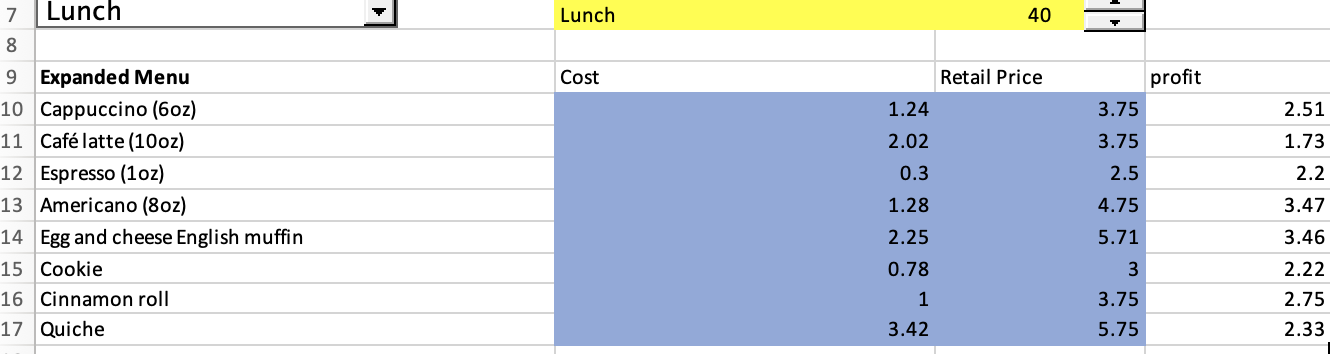 7 Lunch Lunch 40
8
9 Expanded Menu Cost Retail Price profit
10 Cappuccino (6oz) 1.24 3.75 2.51
11 Café latte (10oz) 2.02 3.75 1.73
12 Espresso (1oz) 0.3 2.5 2.2
13 Americano (8oz) 1.28 4.75 3.47
14 Egg and cheese English muffin 2.25 5.71 3.46
15 Cookie 0.78 3 2.22
16 Cinnamon roll 1 3.75 2.75
17 Quiche 3.42 5.75 2.33